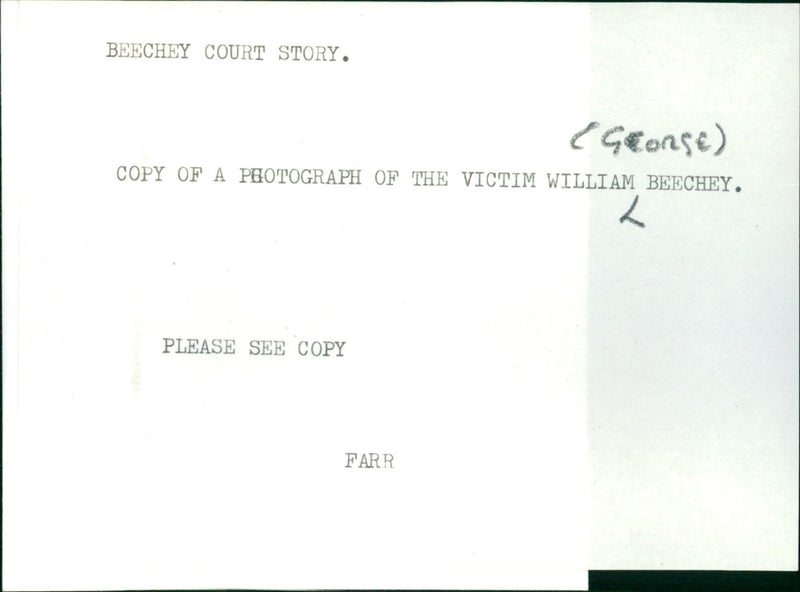 BEECHEY COURT STORY.
(GEORGE)
COPY OF A PHOTOGRAPH OF THE VICTIM WILLIAM BEECHEY.
PLEASE SEE COPY
FARR